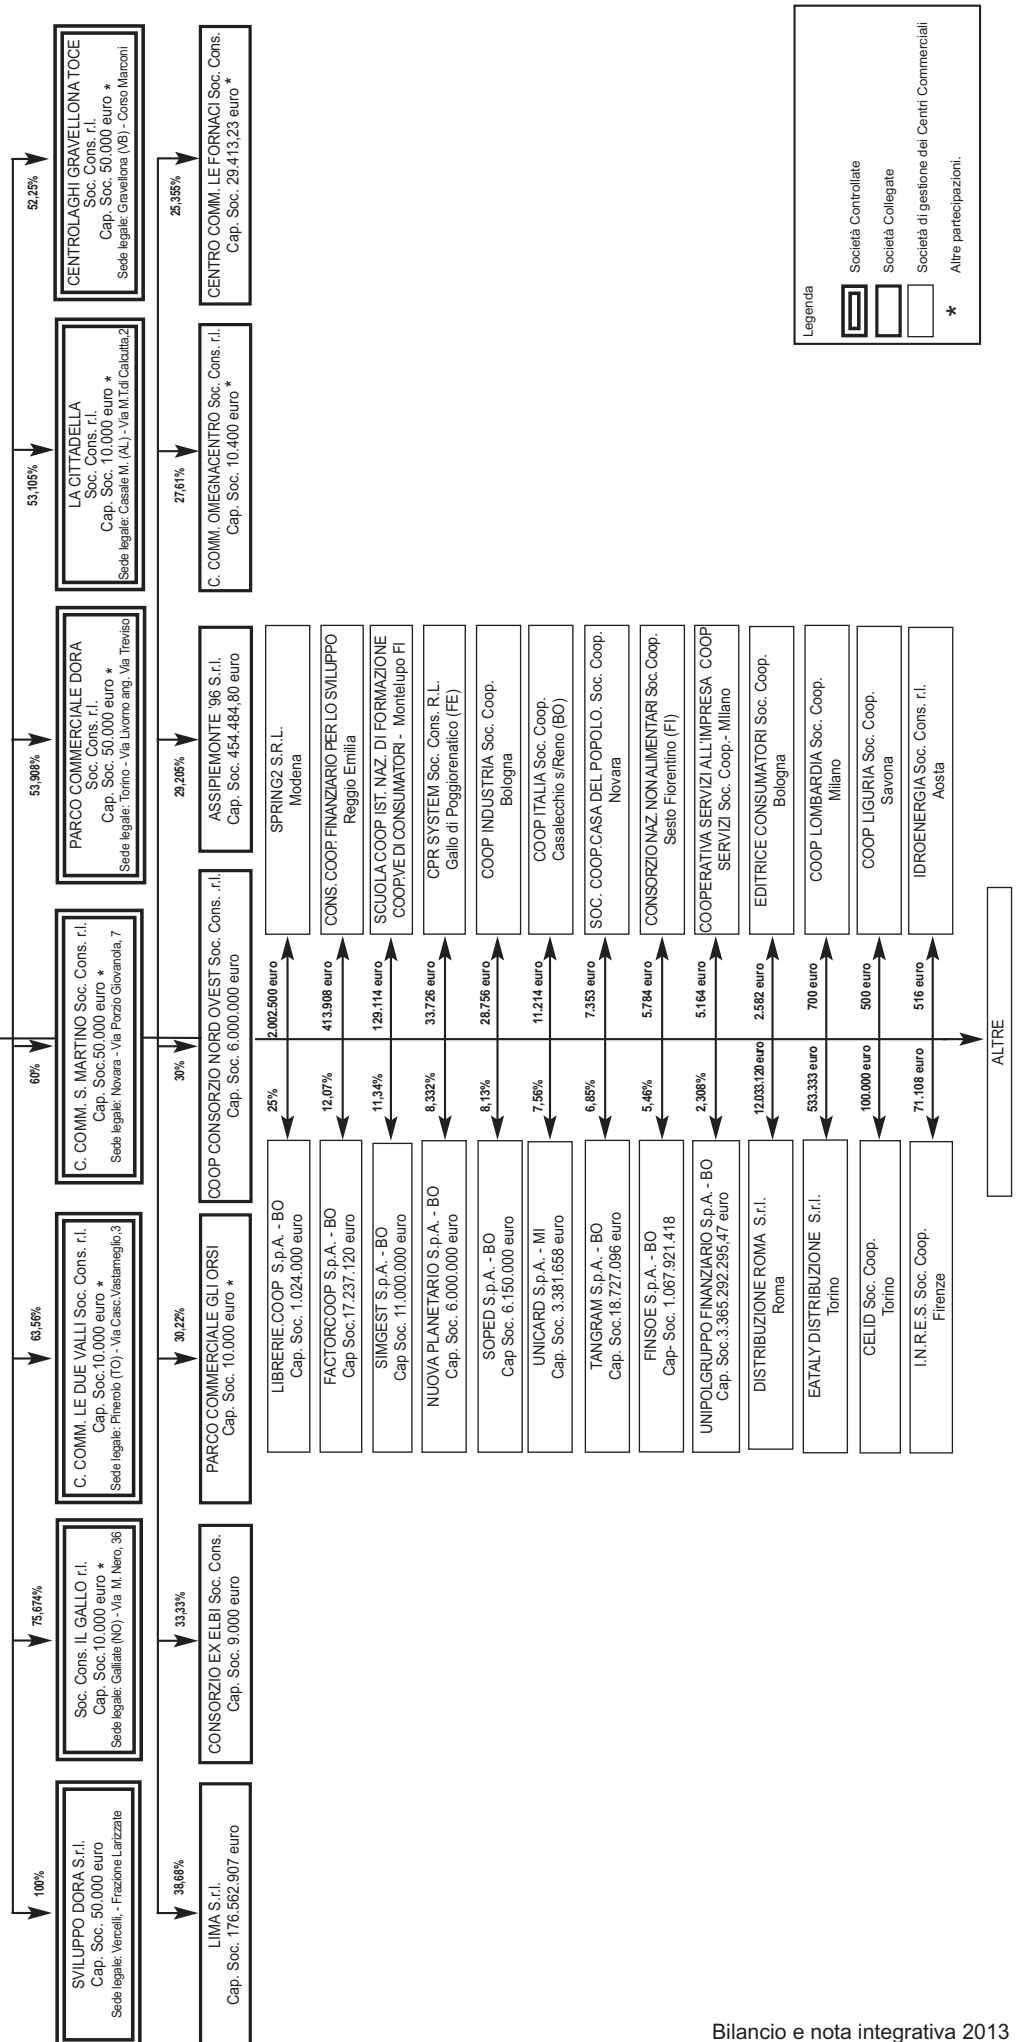 100%
75,674%
63,56%
60%
53,908%
53,105%
52,25%
SVILUPPO DORA S.r.l.
Cap. Soc. 50.000 euro
Sede legale: Vercelli, - Frazione Larizzate
Soc. Cons. IL GALLO r.l.
Cap. Soc.10.000 euro *
Sede legale: Galliate (NO) - Via M. Nero, 36
C. COMM. LE DUE VALLI Soc. Cons. r.l.
Cap. Soc.10.000 euro *
Sede legale: Pinerolo (TO) - Via Casc.Vastameglio,3
C. COMM. S. MARTINO Soc. Cons. r.l.
Cap. Soc.50.000 euro *
Sede legale: Novara - Via Porzio Giovanola, 7
PARCO COMMERCIALE DORA
Soc. Cons. r.l.
Cap. Soc. 50.000 euro *
Sede legale: Torino - Via Livorno ang. Via Treviso
LA CITTADELLA
Soc. Cons. r.l.
Cap. Soc. 10.000 euro *
Sede legale: Casale M. (AL) - Via M.T.di Calcutta,2
CENTROLAGHI GRAVELLONA TOCE
Soc. Cons. r.l.
Cap. Soc. 50.000 euro *
Sede legale: Gravellona (VB) - Corso Marconi
38,68%
33,33%
30,22%
30%
29,205%
27,61%
25,355%
LIMA S.r.l.
Cap. Soc. 176.562.907 euro
CONSORZIO EX ELBI Soc. Cons.
Cap. Soc. 9.000 euro
PARCO COMMERCIALE GLI ORSI
Cap. Soc. 10.000 euro *
COOP CONSORZIO NORD OVEST Soc. Cons. .r.l.
Cap. Soc. 6.000.000 euro
ASSIPIEMONTE '96 S.r.l.
Cap. Soc. 454.484,80 euro
C. COMM. OMEGNACENTRO Soc. Cons. r.l.
Cap. Soc. 10.400 euro *
CENTRO COMM. LE FORNACI Soc. Cons.
Cap. Soc. 29.413,23 euro *
LIBRERIE.COOP S.p.A. - BO
Cap. Soc. 1.024.000 euro
25%
2.002.500 euro
SPRING2 S.R.L.
Modena
FACTORCOOP S.p.A. - BO
Cap Soc.17.237.120 euro
12,07%
413.908 euro
CONS. COOP. FINANZIARIO PER LO SVILUPPO
Reggio Emilia
SIMGEST S.p.A. - BO
Cap Soc. 11.000.000 euro
11,34%
129.114 euro
SCUOLA COOP IST. NAZ. DI FORMAZIONE
COOP.VE DI CONSUMATORI - Montelupo FI
NUOVA PLANETARIO S.p.A. - BO
Cap. Soc. 6.000.000 euro
8,332%
33.726 euro
CPR SYSTEM Soc. Cons. R.L.
Gallo di Poggiorenatico (FE)
SOPED S.p.A. - BO
Cap Soc. 6.150.000 euro
8,13%
28.756 euro
COOP INDUSTRIA Soc. Coop.
Bologna
UNICARD S.p.A. - MI
Cap. Soc. 3.381.658 euro
7,56%
11.214 euro
COOP ITALIA Soc. Coop.
Casalecchio s/Reno (BO)
TANGRAM S.p.A. - BO
Cap. Soc.18.727.096 euro
6,85%
7.353 euro
SOC. COOP.CASA DEL POPOLO. Soc. Coop.
Novara
FINSOE S.p.A. - BO
Cap- Soc. 1.067.921.418
5,46%
5.784 euro
CONSORZIO NAZ. NON ALIMENTARI Soc. Coop.
Sesto Fiorentino (FI)
UNIPOLGRUPPO FINANZIARIO S.p.A. - BO
Cap. Soc.3.365.292.295,47 euro
2,308%
5.164 euro
COOPERATIVA SERVIZI ALL'IMPRESA COOP
SERVIZI Soc. Coop.- MIlano
DISTRIBUZIONE ROMA S.r.l.
Roma
12.033.120 euro
2.582 euro
EDITRICE CONSUMATORI Soc. Coop.
Bologna
EATALY DISTRIBUZIONE S.r.l.
Torino
533.333 euro
700 euro
COOP LOMBARDIA Soc. Coop.
Milano
CELID Soc. Coop.
Torino
100.000 euro
500 euro
COOP LIGURIA Soc. Coop.
Savona
I.N.R.E.S. Soc. Coop.
Firenze
71.108 euro
516 euro
IDROENERGIA Soc. Cons. r.l.
Aosta
ALTRE
Legenda
Società Controllate
Società Collegate
Società di gestione dei Centri Commerciali
* Altre partecipazioni.
Bilancio e nota integrativa 2013